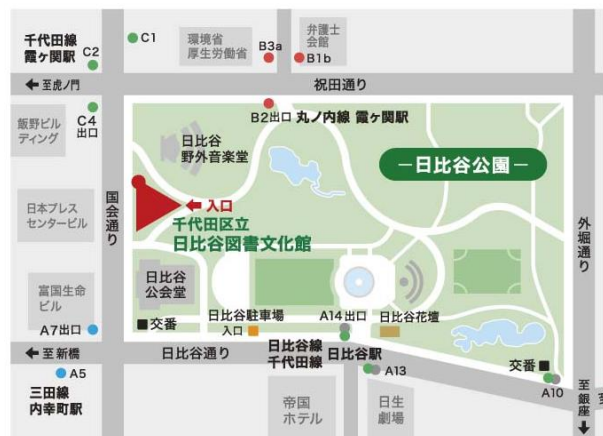 千代田線
霞ヶ関駅
C2
C1
環境省
厚生労働省
B3a
弁護士
会館
B1b
← 至虎ノ門
祝田通り
飯野ビル
ディング
C4
出口
B2出口 丸ノ内線 霞ヶ関駅
日比谷
野外音楽堂
ー日比谷公園ー
国会通り
日本プレス
センタービル
← 入口
千代田区立
日比谷図書文化館
外堀通り
富国生命
ビル
日比谷
公会堂
A7出口
交番
日比谷駐車場
入口
A14出口
日比谷花壇
← 至新橋
日比谷通り
日比谷線
千代田線
日比谷駅
A13
交番
A10
A5
三田線
内幸町駅
帝国
ホテル
日生
劇場
至銀座